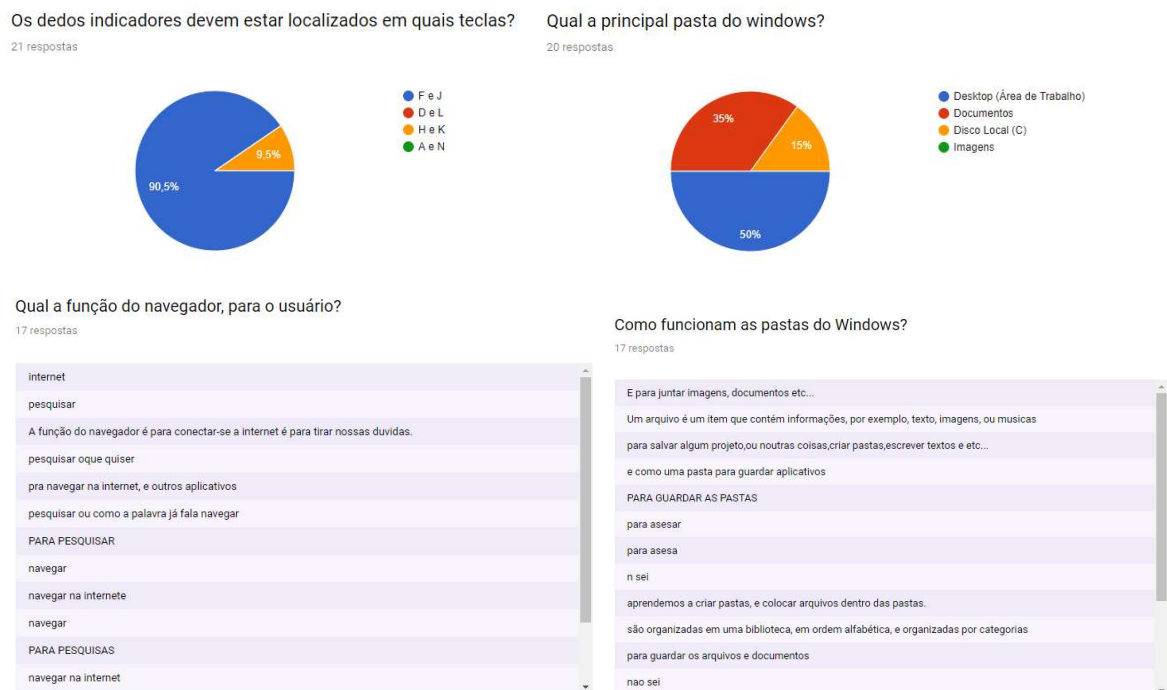 Os dedos indicadores devem estar localizados em quais teclas?
21 respostas
F e J
D e L
H e K
A e N
9,5%
90,5%
Qual a principal pasta do windows?
20 respostas
Desktop (Área de Trabalho)
Documentos
Disco Local (C)
Imagens
35%
15%
50%
Qual a função do navegador, para o usuário?
17 respostas
internet
pesquisar
A função do navegador é para conectar-se a internet é para tirar nossas duvidas.
pesquisar oque quiser
pra navegar na internet, e outros aplicativos
pesquisar ou como a palavra já fala navegar
PARA PESQUISAR
navegar
navegar na internete
navegar
PARA PESQUISAS
navegar na internet
Como funcionam as pastas do Windows?
17 respostas
E para juntar imagens, documentos etc...
Um arquivo é um item que contém informações, por exemplo, texto, imagens, ou musicas
para salvar algum projeto,ou noutras coisas,criar pastas,escrever textos e etc...
e como uma pasta para guardar aplicativos
PARA GUARDAR AS PASTAS
para asesar
para asesa
n sei
aprendemos a criar pastas, e colocar arquivos dentro das pastas.
são organizadas em uma biblioteca, em ordem alfabética, e organizadas por categorias
para guardar os arquivos e documentos
nao sei